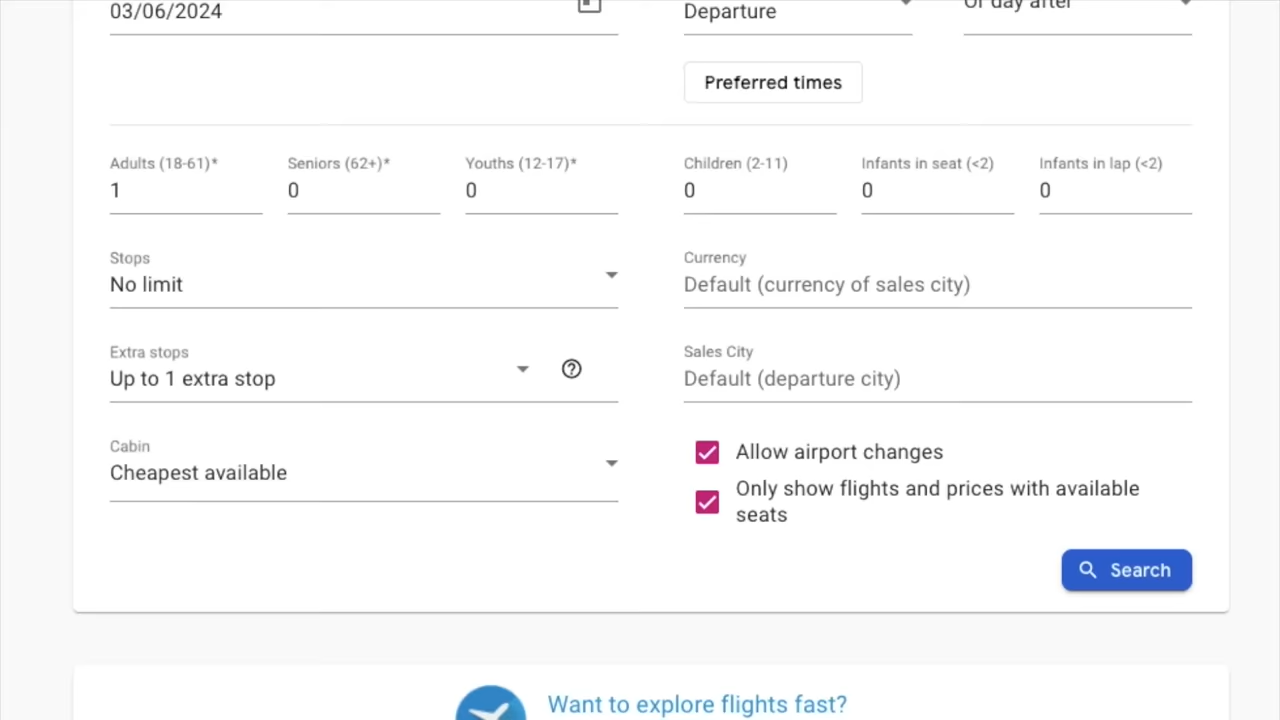 03/06/2024
Departure
Or day after
Preferred times
Adults (18-61)*
Seniors (62+)*
Youths (12-17)*
Children (2-11)
Infants in seat (<2)
Infants in lap (<2)
1
0
0
0
0
0
Stops
No limit
Currency
Default (currency of sales city)
Extra stops
Up to 1 extra stop
Sales City
Default (departure city)
Cabin
Cheapest available
Allow airport changes
Only show flights and prices with available
seats
Search
Want to explore flights fast?